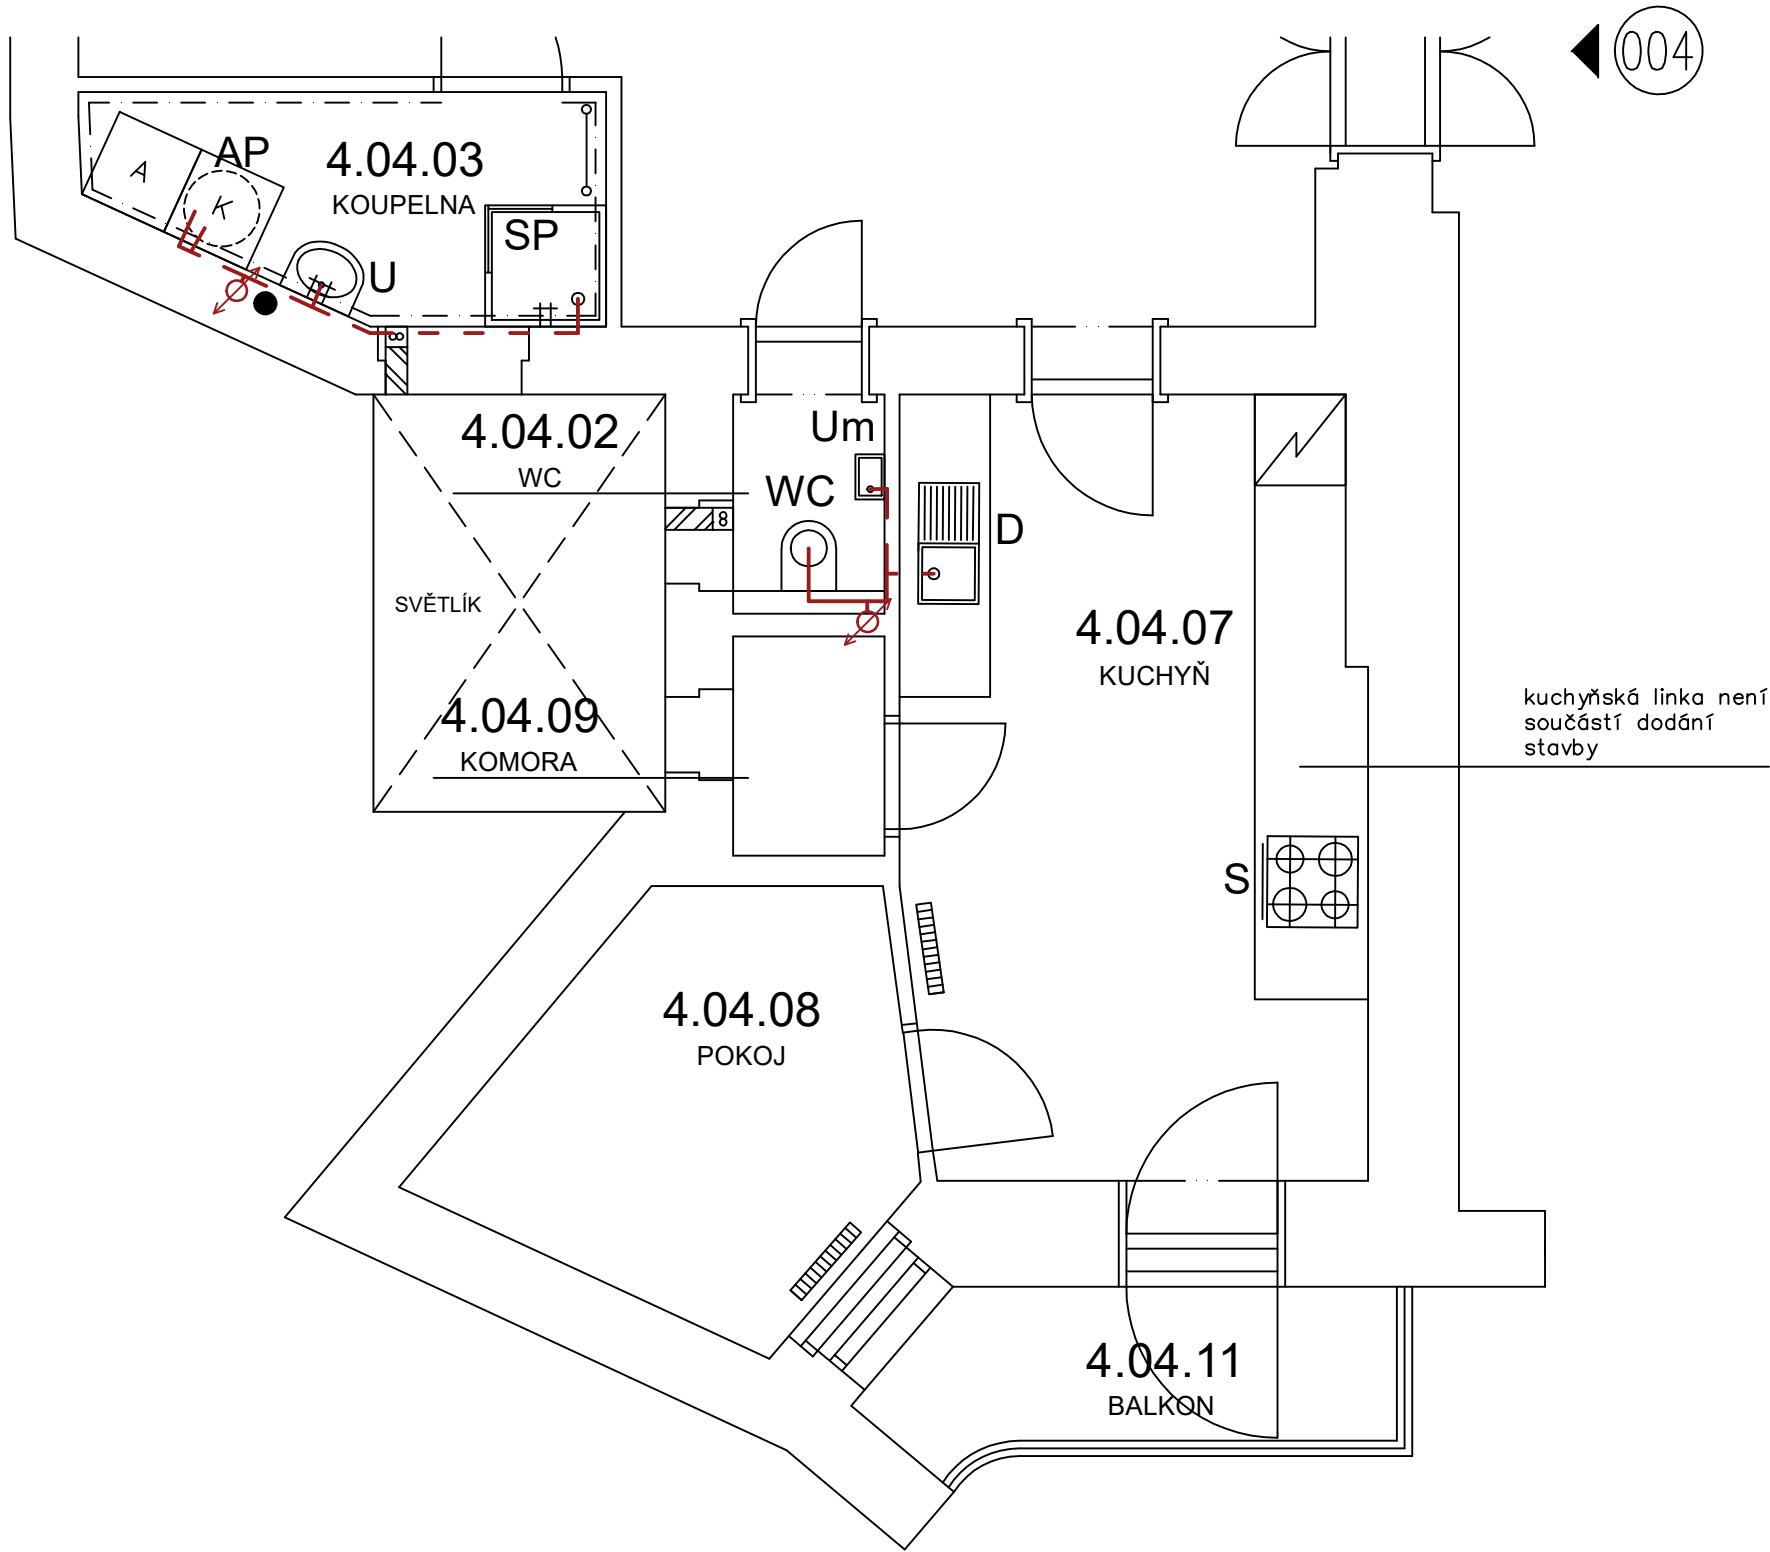 004
AP
4.04.03
KOUPELNA
A
K
SP
U
4.04.02
WC
Um
WC
8
D
SVĚTLÍK
4.04.07
KUCHYŇ
4.04.09
KOMORA
kuchyňská linka není
součástí dodání
stavby
S
4.04.08
POKOJ
4.04.11
BALKON